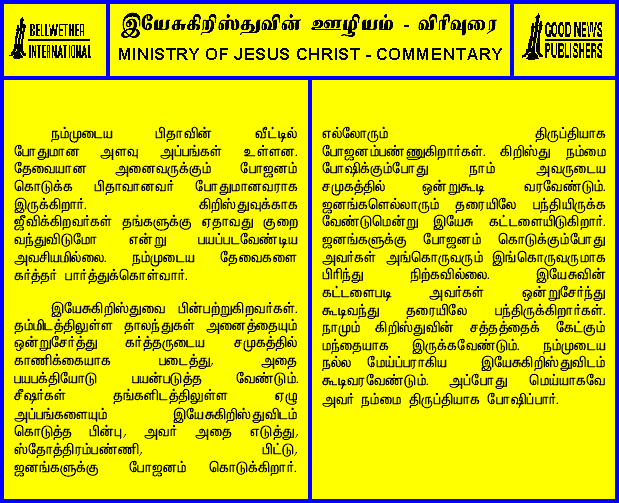 BELLWETHER
INTERNATIONAL
இயேசுகிறிஸ்துவின் ஊழியம் - விரிவுரை
MINISTRY OF JESUS CHRIST - COMMENTARY
GOOD NEWS
PUBLISHERS
நம்முடைய பிதாவின் வீட்டில்
போதுமான அளவு அப்பங்கள் உள்ளன.
தேவையான அனைவருக்கும் போஜனம்
கொடுக்க பிதாவானவர் போதுமானவராக
இருக்கிறார். கிறிஸ்துவுக்காக
ஜீவிக்கிறவர்கள் தங்களுக்கு ஏதாவது குறை
வந்துவிடுமோ என்று பயப்படவேண்டிய
அவசியமில்லை. நம்முடைய தேவைகளை
கர்த்தர் பார்த்துக்கொள்வார்.
இயேசுகிறிஸ்துவை பின்பற்றுகிறவர்கள்.
தம்மிடத்திலுள்ள தாலந்துகள் அனைத்தையும்
ஒன்றுசேர்த்து கர்த்தருடைய சமுகத்தில்
காணிக்கையாக படைத்து, அதை
பயபக்தியோடு பயன்படுத்த வேண்டும்.
சீஷர்கள் தங்களிடத்திலுள்ள ஏழு
அப்பங்களையும் இயேசுகிறிஸ்துவிடம்
கொடுத்த பின்பு, அவர் அதை எடுத்து,
ஸ்தோத்திரம்பண்ணி, பிட்டு,
ஜனங்களுக்கு போஜனம் கொடுக்கிறார்.
எல்லோரும் திருப்தியாக
போஜனம்பண்ணுகிறார்கள். கிறிஸ்து நம்மை
போஷிக்கும்போது நாம் அவருடைய
சமுகத்தில் ஒன்றுகூடி வரவேண்டும்.
ஜனங்களெல்லாரும் தரையிலே பந்தியிருக்க
வேண்டுமென்று இயேசு கட்டளையிடுகிறார்.
ஜனங்களுக்கு போஜனம் கொடுக்கும்போது
அவர்கள் அங்கொருவரும் இங்கொருவருமாக
பிரிந்து நிற்கவில்லை. இயேசுவின்
கட்டளைபடி அவர்கள் ஒன்றுசேர்ந்து
கூடிவந்து தரையிலே பந்திருக்கிறார்கள்.
நாமும் கிறிஸ்துவின் சத்தத்தைக் கேட்கும்
மந்தையாக இருக்கவேண்டும். நம்முடைய
நல்ல மேய்ப்பராகிய இயேசுகிறிஸ்துவிடம்
கூடிவரவேண்டும். அப்போது மெய்யாகவே
அவர் நம்மை திருப்தியாக போஷிப்பார்.